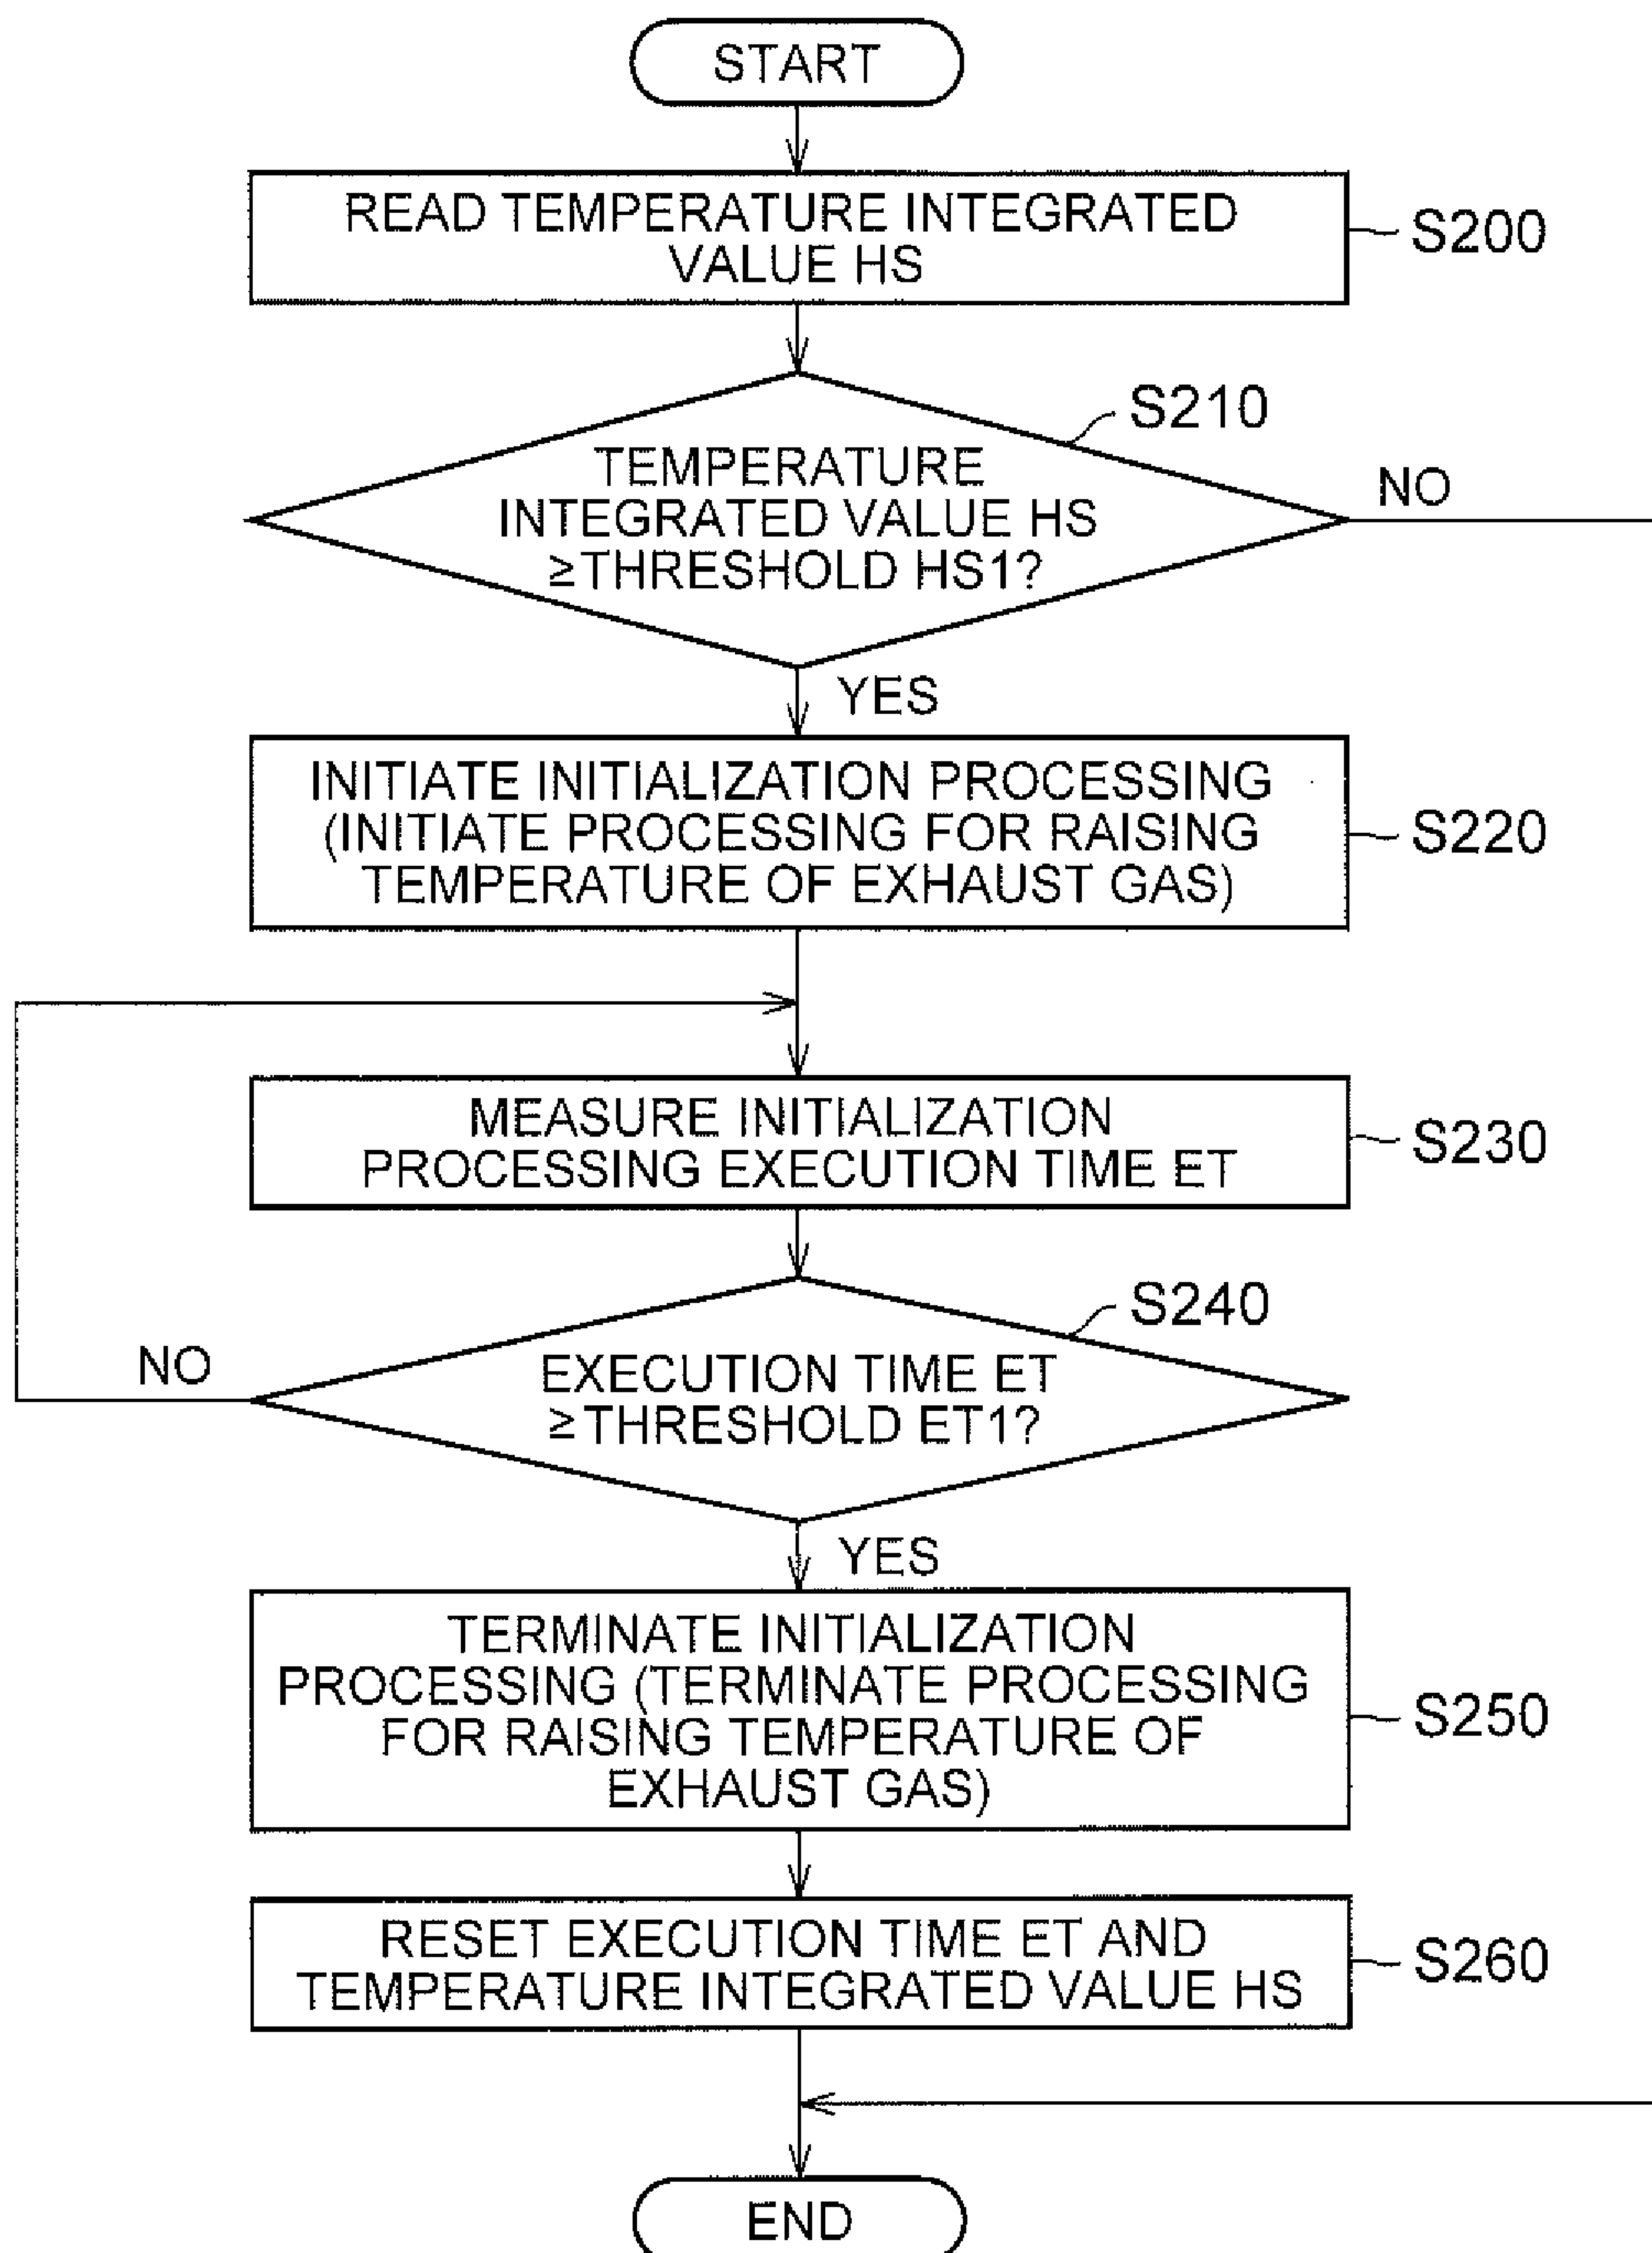 START
READ TEMPERATURE INTEGRATED
VALUE HS
S200
S210
TEMPERATURE
INTEGRATED VALUE HS
≥THRESHOLD HS1?
NO
YES
INITIATE INITIALIZATION PROCESSING
(INITIATE PROCESSING FOR RAISING
TEMPERATURE OF EXHAUST GAS)
S220
MEASURE INITIALIZATION
PROCESSING EXECUTION TIME ET
S230
S240
NO
EXECUTION TIME ET
≥THRESHOLD ET1?
YES
TERMINATE INITIALIZATION
PROCESSING (TERMINATE PROCESSING
FOR RAISING TEMPERATURE OF
EXHAUST GAS)
S250
RESET EXECUTION TIME ET AND
TEMPERATURE INTEGRATED VALUE HS
S260
END